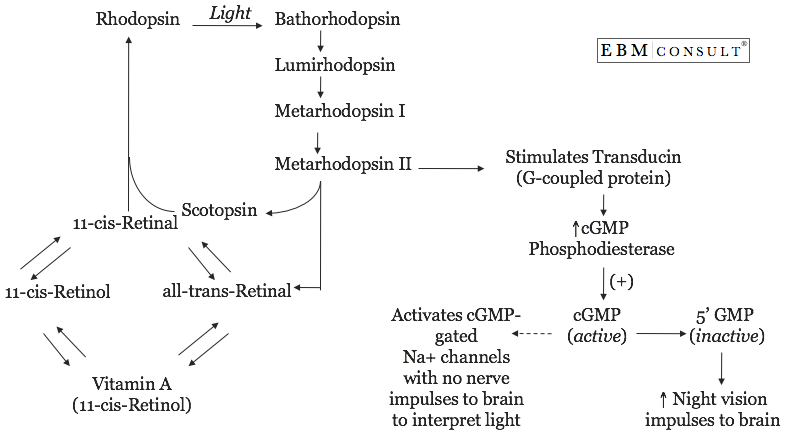 Rhodopsin
Light
Bathorhodopsin
EBM CONSULT®
Lumirhodopsin
Metarhodopsin I
Metarhodopsin II
Stimulates Transducin
(G-coupled protein)
Scotopsin
11-cis-Retinal
↑cGMP
Phosphodiesterase
(+)
11-cis-Retinol
all-trans-Retinal
Activates cGMP-
gated
Na+ channels
with no nerve
impulses to brain
to interpret light
cGMP
(active)
5’ GMP
(inactive)
Vitamin A
(11-cis-Retinol)
↑ Night vision
impulses to brain